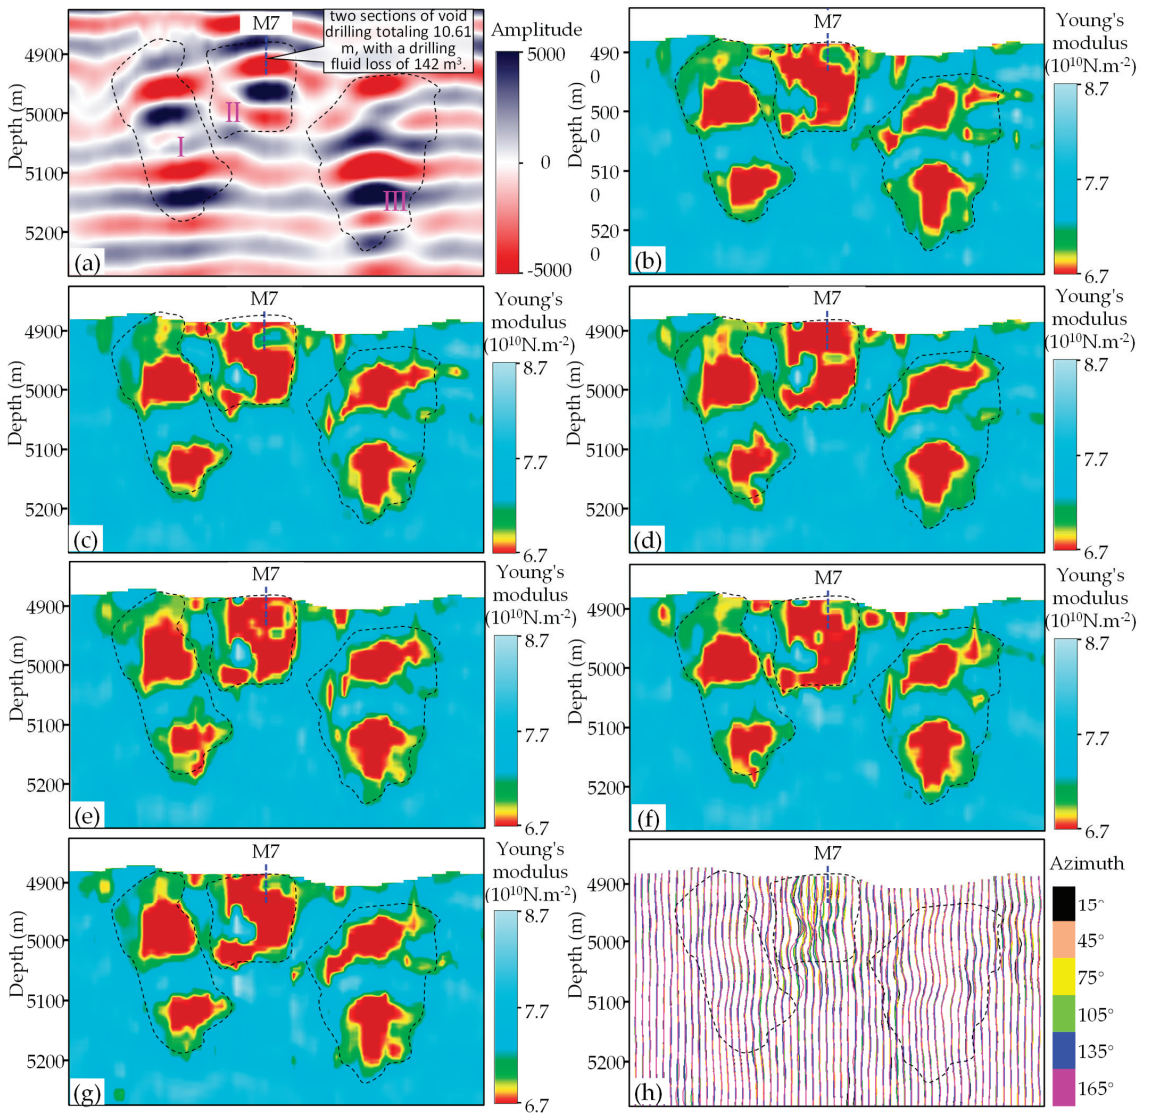 M7
two sections of void
drilling totaling 10.61
m, with a drilling
fluid loss of 142 m³.
Amplitude
5000
0
-5000
Depth (m)
4900
5000
5100
5200
I
II
III
(a)
M7
Young's
modulus
(10¹⁰N.m⁻²)
8.7
7.7
6.7
Depth (m)
490
0
500
0
510
0
520
0
(b)
M7
Young's
modulus
(10¹⁰N.m⁻²)
8.7
7.7
6.7
Depth (m)
4900
5000
5100
5200
(c)
M7
Young's
modulus
(10¹⁰N.m⁻²)
8.7
7.7
6.7
Depth (m)
4900
5000
5100
5200
(d)
M7
Young's
modulus
(10¹⁰N.m⁻²)
8.7
7.7
6.7
Depth (m)
4900
5000
5100
5200
(e)
M7
Young's
modulus
(10¹⁰N.m⁻²)
8.7
7.7
6.7
Depth (m)
4900
5000
5100
5200
(f)
M7
Young's
modulus
(10¹⁰N.m⁻²)
8.7
7.7
6.7
Depth (m)
4900
5000
5100
5200
(g)
M7
Azimuth
15°
45°
75°
105°
135°
165°
Depth (m)
4900
5000
5100
5200
(h)